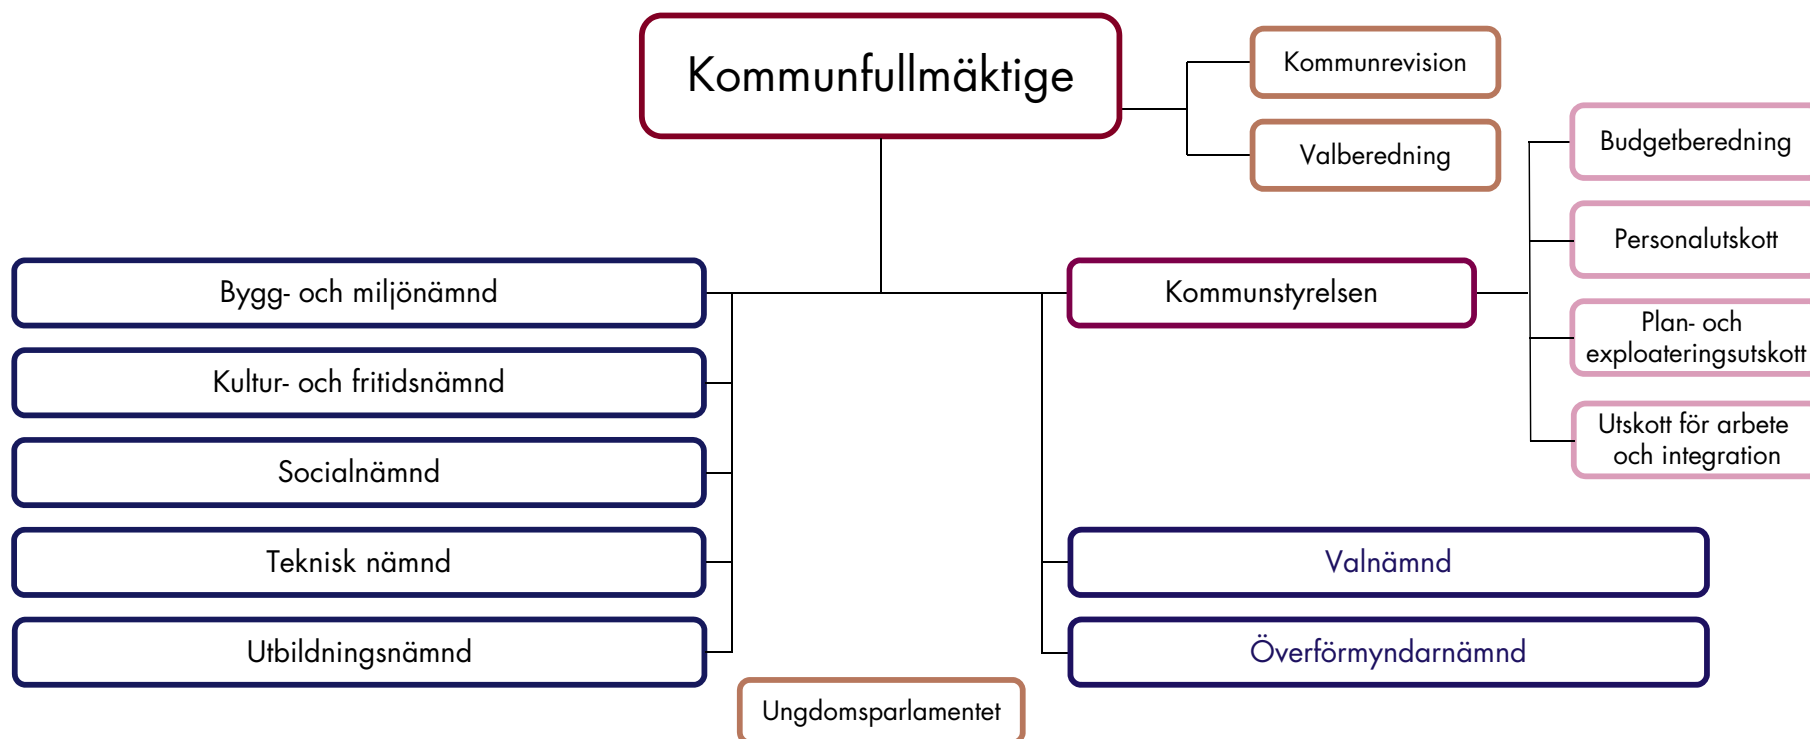 Kommunfullmäktige
Kommunrevision
Valberedning
Budgetberedning
Personalutskott
Plan- och
exploateringsutskott
Utskott för arbete
och integration
Bygg- och miljönämnd
Kommunstyrelsen
Kultur- och fritidsnämnd
Socialnämnd
Teknisk nämnd
Utbildningsnämnd
Valnämnd
Överförmyndarnämnd
Ungdomsparlamentet